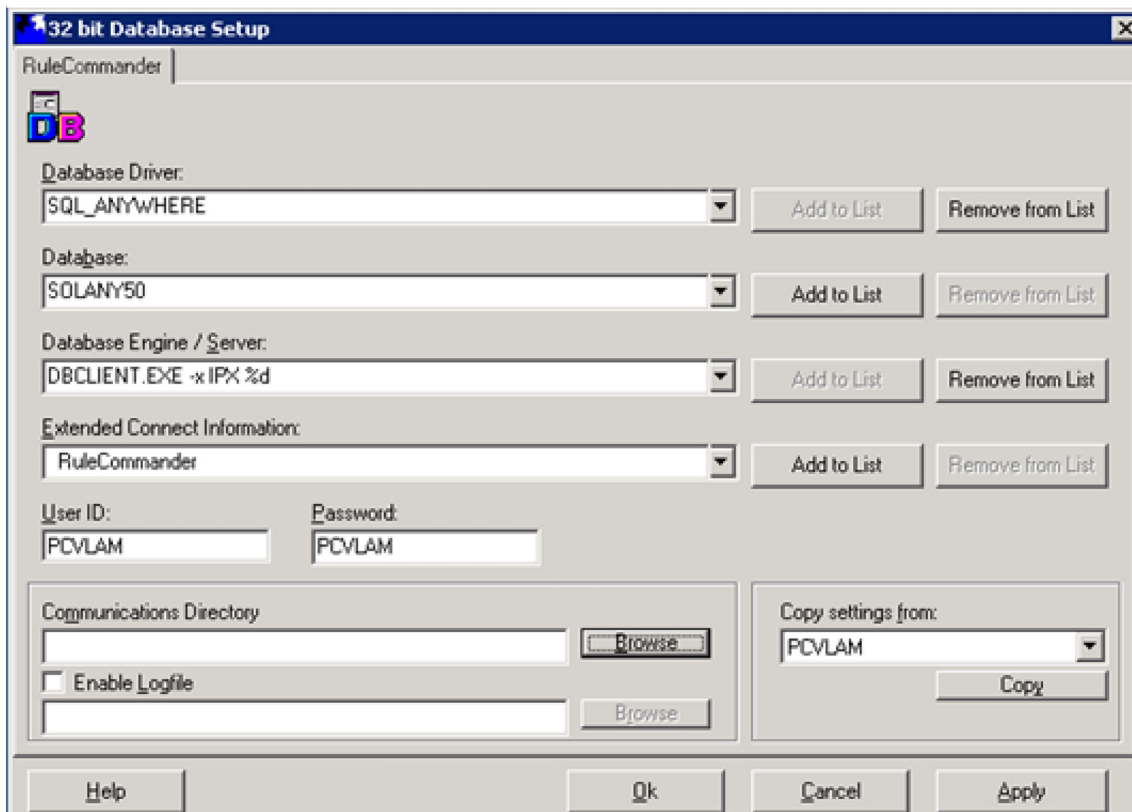 32 bit Database Setup
RuleCommander
DB
Database Driver:
SQL_ANYWHERE
Add to List
Remove from List
Database:
SOLANY50
Add to List
Remove from List
Database Engine / Server:
DBCLIENT.EXE -x IPX %d
Add to List
Remove from List
Extended Connect Information:
RuleCommander
Add to List
Remove from List
User ID:
Password:
PCVLAM
PCVLAM
Communications Directory
Copy settings from:
Browse
PCVLAM
Enable Logfile
Copy
Browse
Help
Ok
Cancel
Apply